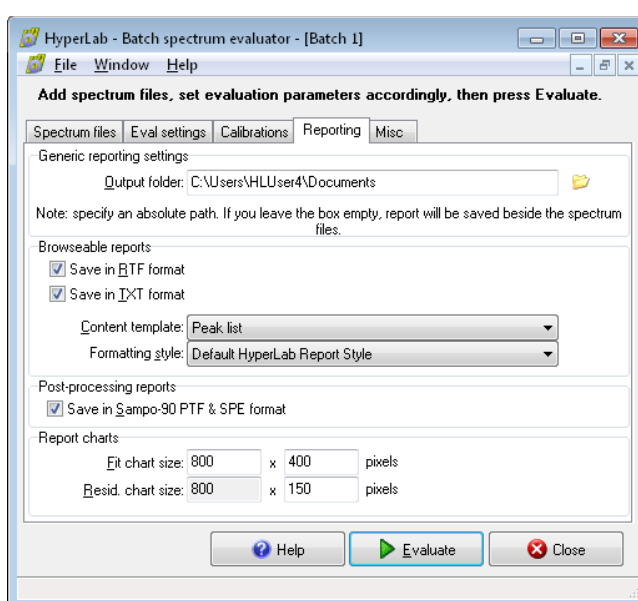 HyperLab - Batch spectrum evaluator - [Batch 1]
File Window Help
Add spectrum files, set evaluation parameters accordingly, then press Evaluate.
Spectrum files Eval settings Calibrations Reporting Misc
Generic reporting settings
Output folder: C:\Users\HLUser4\Documents
Note: specify an absolute path. If you leave the box empty, report will be saved beside the spectrum
files.
Browseable reports
Save in RTF format
Save in TXT format
Content template: Peak list
Formatting style: Default HyperLab Report Style
Post-processing reports
Save in Sampo-90 PTF & SPE format
Report charts
Fit chart size: 800 x 400 pixels
Resid. chart size: 800 x 150 pixels
Help Evaluate Close